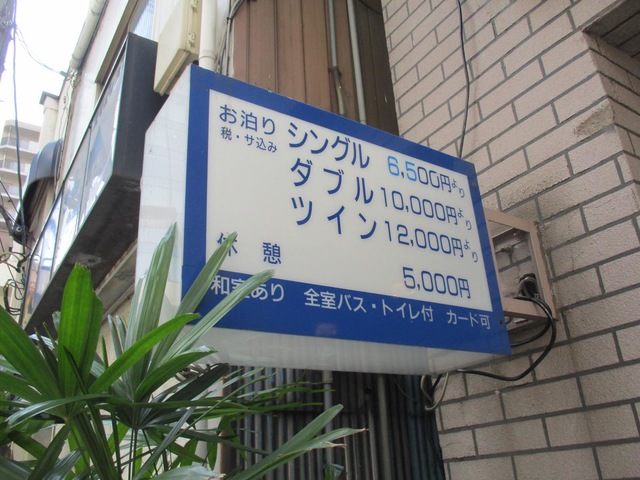 お泊り シングル 6,500円より
税・サ込み
ダブル 10,000円より
ツイン 12,000円より
休憩 5,000円
和室あり 全室バス・トイレ付 カード可